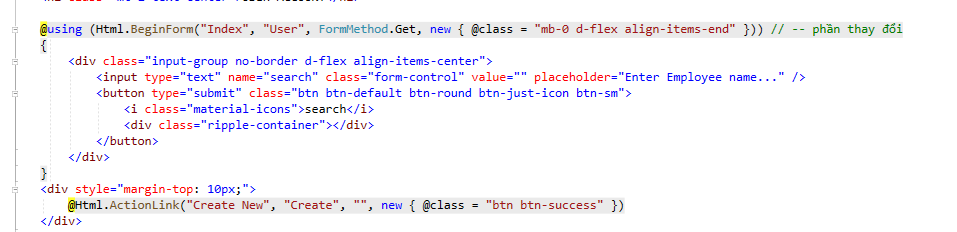 @using (Html.BeginForm("Index", "User", FormMethod.Get, new { @class = "mb-0 d-flex align-items-end" })) // -- phần thay đổi
{
<div class="input-group no-border d-flex align-items-center">
<input type="text" name="search" class="form-control" value="" placeholder="Enter Employee name..." />
<button type="submit" class="btn btn-default btn-round btn-just-icon btn-sm">
<i class="material-icons">search</i>
<div class="ripple-container"></div>
</button>
</div>
}
<div style="margin-top: 10px;">
@Html.ActionLink("Create New", "Create", "", new { @class = "btn btn-success" })
</div>